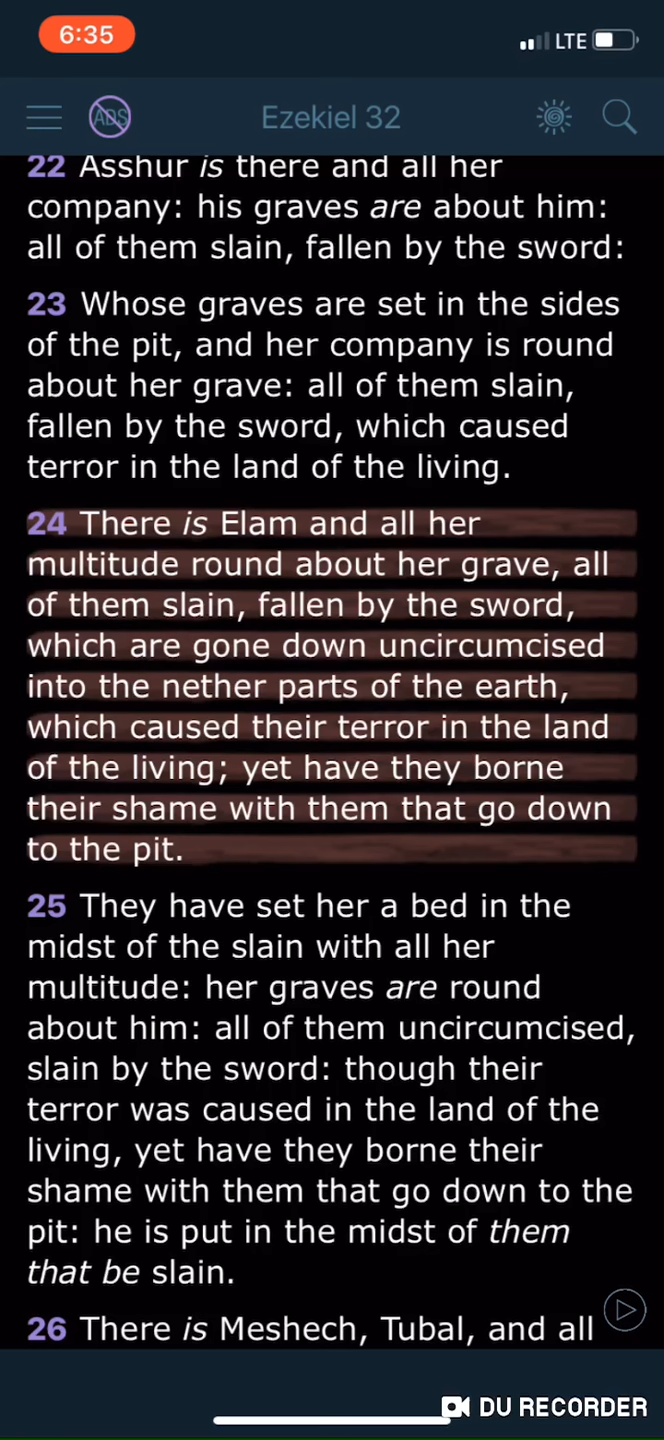 6:35
LTE
ADS
Ezekiel 32
22 Asshur is there and all her
company: his graves are about him:
all of them slain, fallen by the sword:
23 Whose graves are set in the sides
of the pit, and her company is round
about her grave: all of them slain,
fallen by the sword, which caused
terror in the land of the living.
24 There is Elam and all her
multitude round about her grave, all
of them slain, fallen by the sword,
which are gone down uncircumcised
into the nether parts of the earth,
which caused their terror in the land
of the living; yet have they borne
their shame with them that go down
to the pit.
25 They have set her a bed in the
midst of the slain with all her
multitude: her graves are round
about him: all of them uncircumcised,
slain by the sword: though their
terror was caused in the land of the
living, yet have they borne their
shame with them that go down to the
pit: he is put in the midst of them
that be slain.
26 There is Meshech, Tubal, and all
DU RECORDER